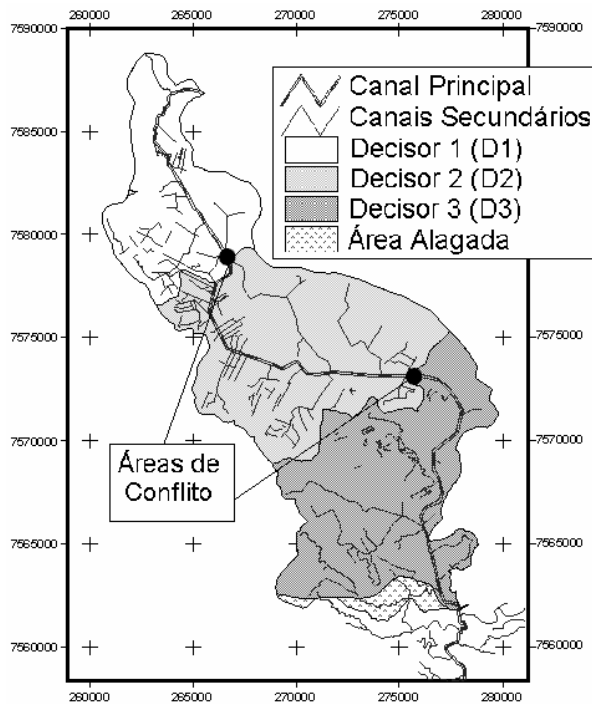 260000 265000 270000 275000 280000
7590000 7590000
Canal Principal
Canais Secundários
Decisor 1 (D1)
Decisor 2 (D2)
Decisor 3 (D3)
Área Alagada
7585000
7580000
7575000 7575000
7570000 7570000
Áreas de
Conflito
7565000 7565000
7560000 7560000
260000 265000 270000 275000 280000